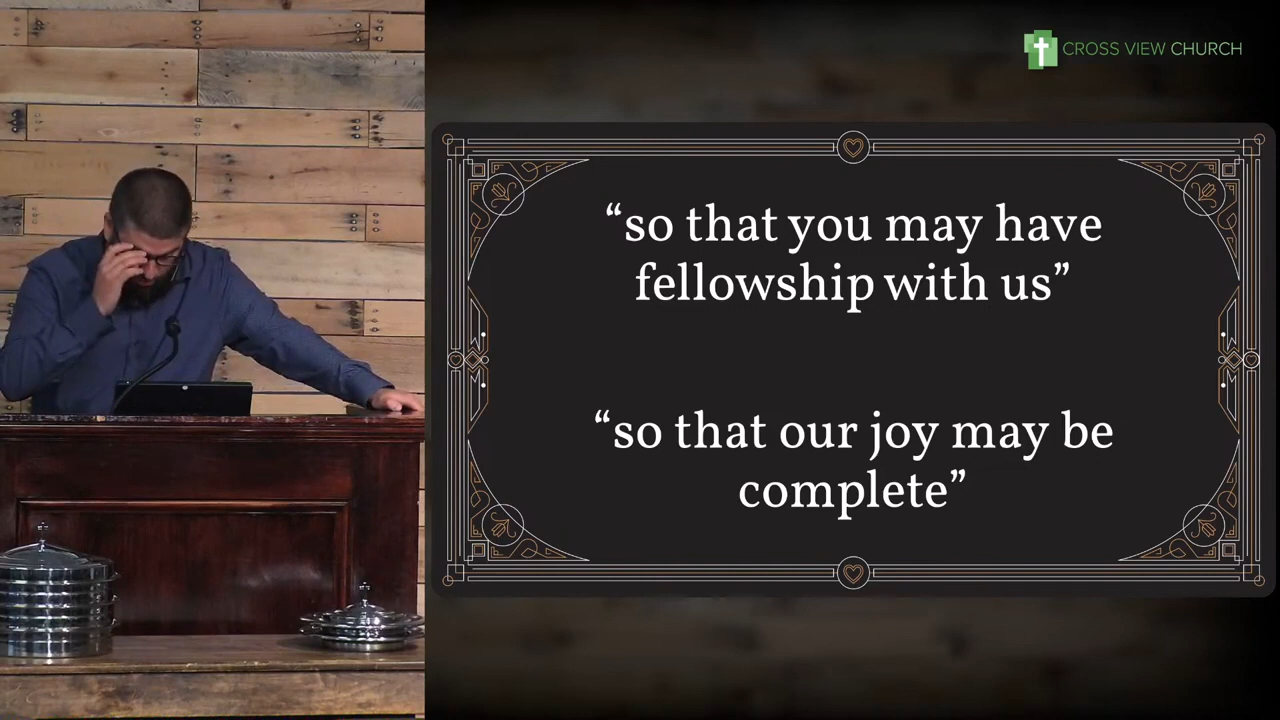 CROSS VIEW CHURCH
“so that you may have
fellowship with us”
“so that our joy may be
complete”